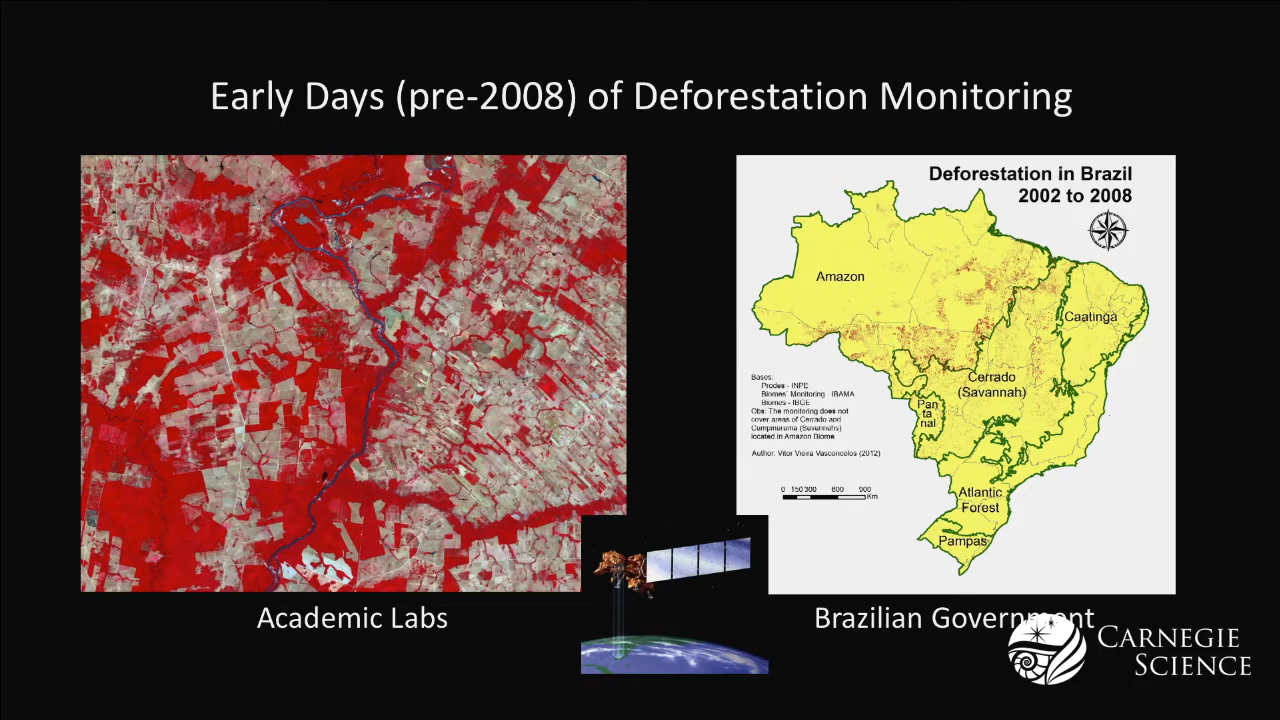 Early Days (pre-2008) of Deforestation Monitoring
Deforestation in Brazil
2002 to 2008
Amazon
Caatinga
Cerrado
(Savannah)
Pan
ta
nal
Bases:
Prodes - INPE
Biomes' Monitoring - IBAMA
Biomes - IBGE
Obs: The monitoring does not
cover areas of Cerrado and
Campinarama (Savannahs)
located in Amazon Biome
Author: Vitor Vieira Vasconcelos (2012)
0 150 300 600 900
Km
Atlantic
Forest
Pampas
Academic Labs
Brazilian Government
CARNEGIE
SCIENCE